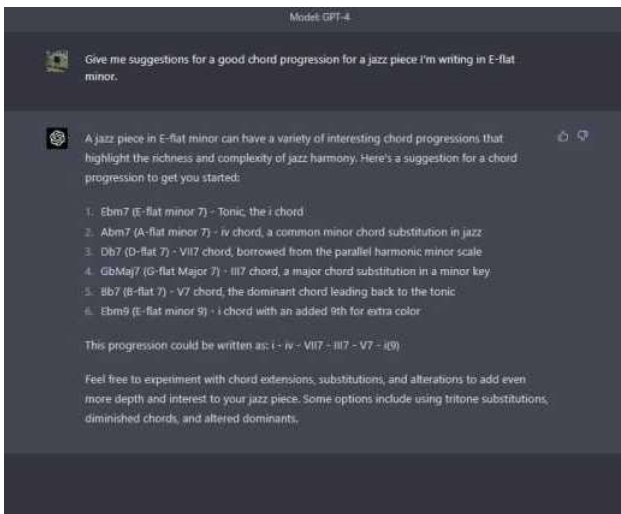 Model: GPT-4
Give me suggestions for a good chord progression for a jazz piece I'm writing in E-flat
minor.
A jazz piece in E-flat minor can have a variety of interesting chord progressions that
highlight the richness and complexity of jazz harmony. Here's a suggestion for a chord
progression to get you started:
1. Ebm7 (E-flat minor 7) - Tonic, the i chord
2. Abm7 (A-flat minor 7) - iv chord, a common minor chord substitution in jazz
3. Db7 (D-flat 7) - VII7 chord, borrowed from the parallel harmonic minor scale
4. GbMaj7 (G-flat Major 7) - III7 chord, a major chord substitution in a minor key
5. Bb7 (B-flat 7) - V7 chord, the dominant chord leading back to the tonic
6. Ebm9 (E-flat minor 9) - i chord with an added 9th for extra color
This progression could be written as: i - iv - VII7 - III7 - V7 - i(9)
Feel free to experiment with chord extensions, substitutions, and alterations to add even
more depth and interest to your jazz piece. Some options include using tritone substitutions,
diminished chords, and altered dominants.